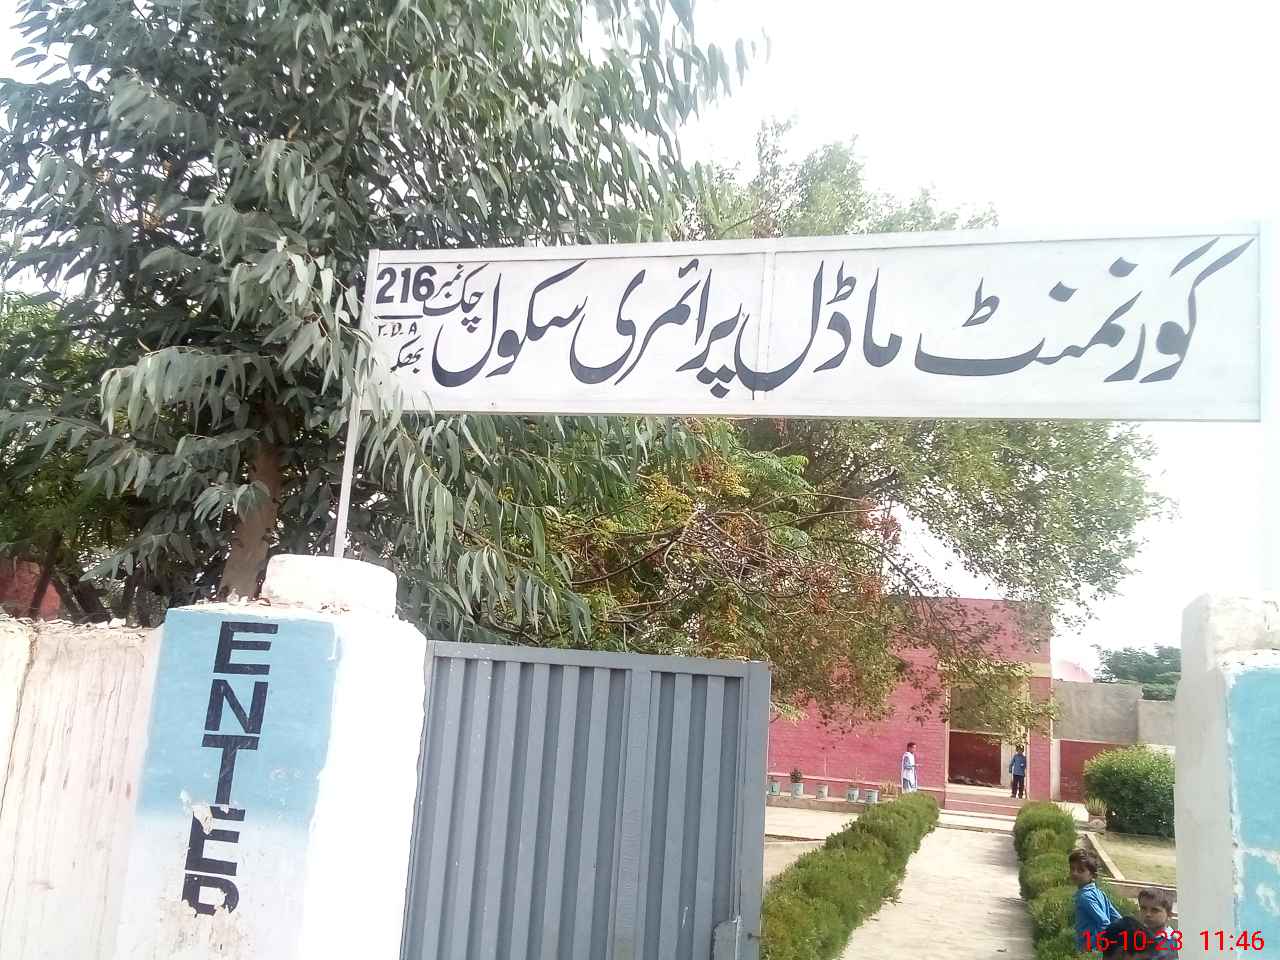 گورنمنٹ ماڈل پرائمری سکول چک نمبر 216
T.D.A
بھکر
ENTER
16-10-23 11:46